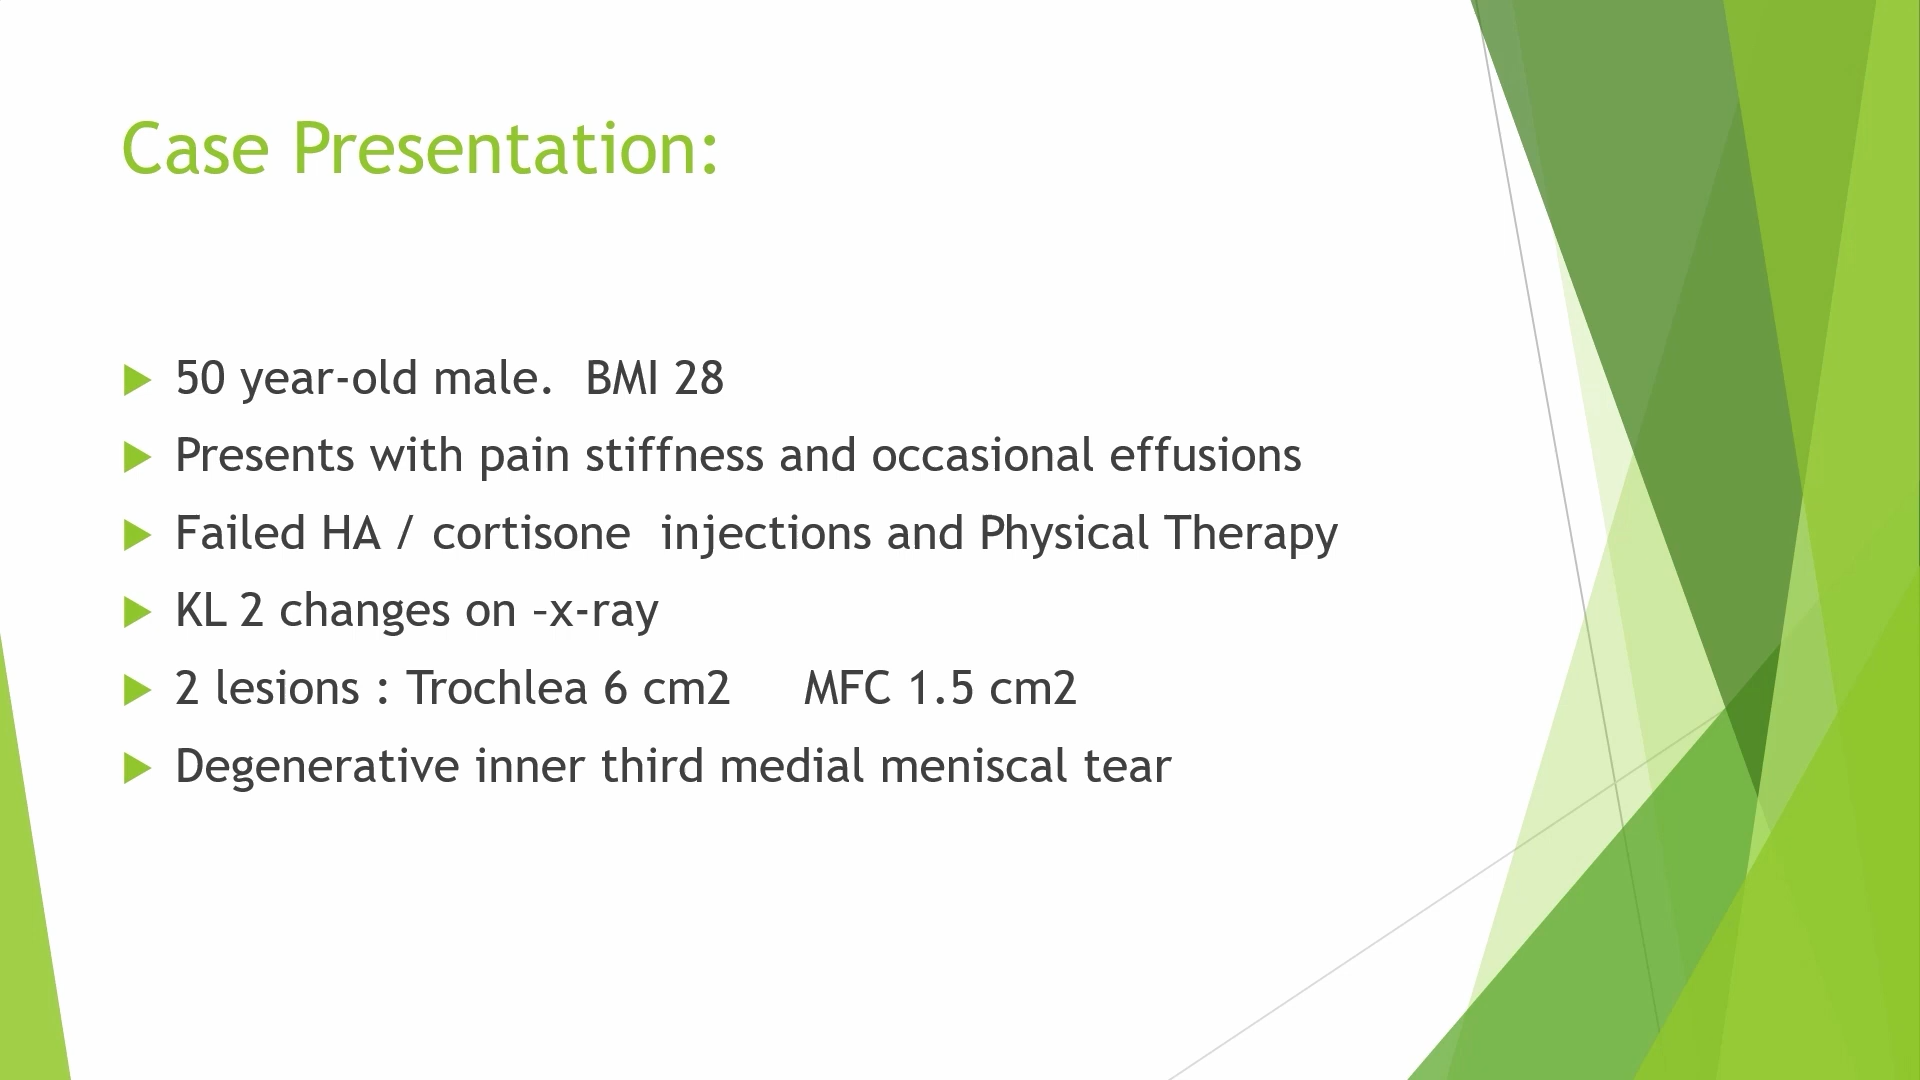 Case Presentation:
50 year-old male.  BMI 28
Presents with pain stiffness and occasional effusions
Failed HA / cortisone  injections and Physical Therapy
KL 2 changes on –x-ray
2 lesions : Trochlea 6 cm2     MFC 1.5 cm2
Degenerative inner third medial meniscal tear